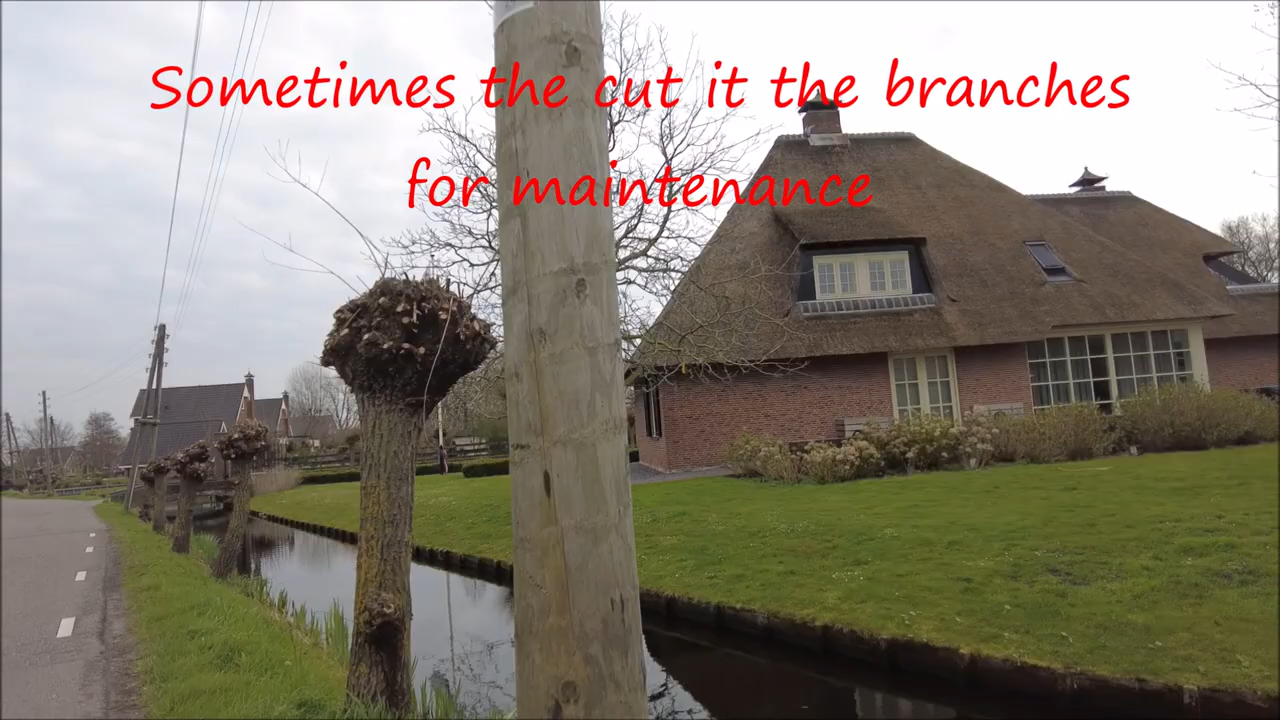 Sometimes the cut it the branches
for maintenance